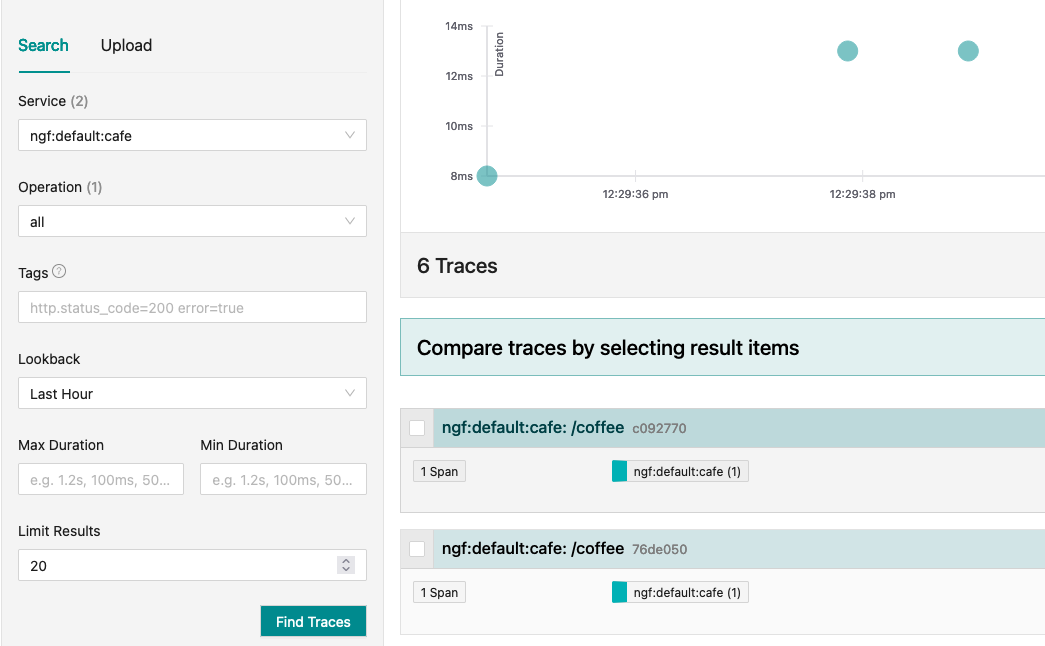 Search Upload
Service (2)
ngf:default:cafe
Operation (1)
all
Tags ?
http.status_code=200 error=true
Lookback
Last Hour
Max Duration Min Duration
e.g. 1.2s, 100ms, 50... e.g. 1.2s, 100ms, 50...
Limit Results
20
Find Traces
14ms
Duration
12ms
10ms
8ms
12:29:36 pm 12:29:38 pm
6 Traces
Compare traces by selecting result items
ngf:default:cafe: /coffee c092770
1 Span ngf:default:cafe (1)
ngf:default:cafe: /coffee 76de050
1 Span ngf:default:cafe (1)